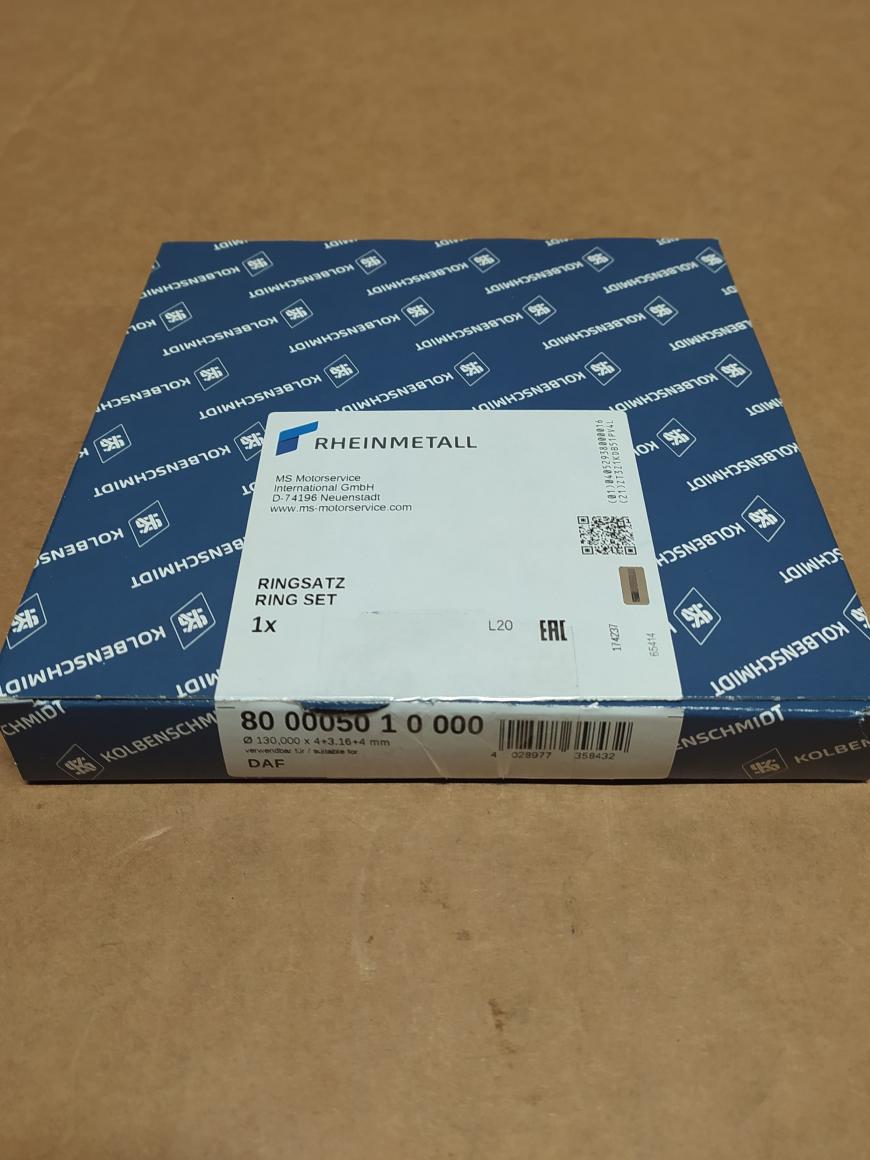 KOLBENSCHMIDT
RHEINMETALL
MS Motorservice
International GmbH
D-74196 Neuenstadt
www.ms-motorservice.com
RINGSATZ
RING SET
1x
L20
EAC
174237
65414
80 00050 1 0 000
Ø 130,000 x 4+3.16+4 mm
verwendbar für / suitable for
DAF
4 028977 358432
KOLBENSCHMIDT